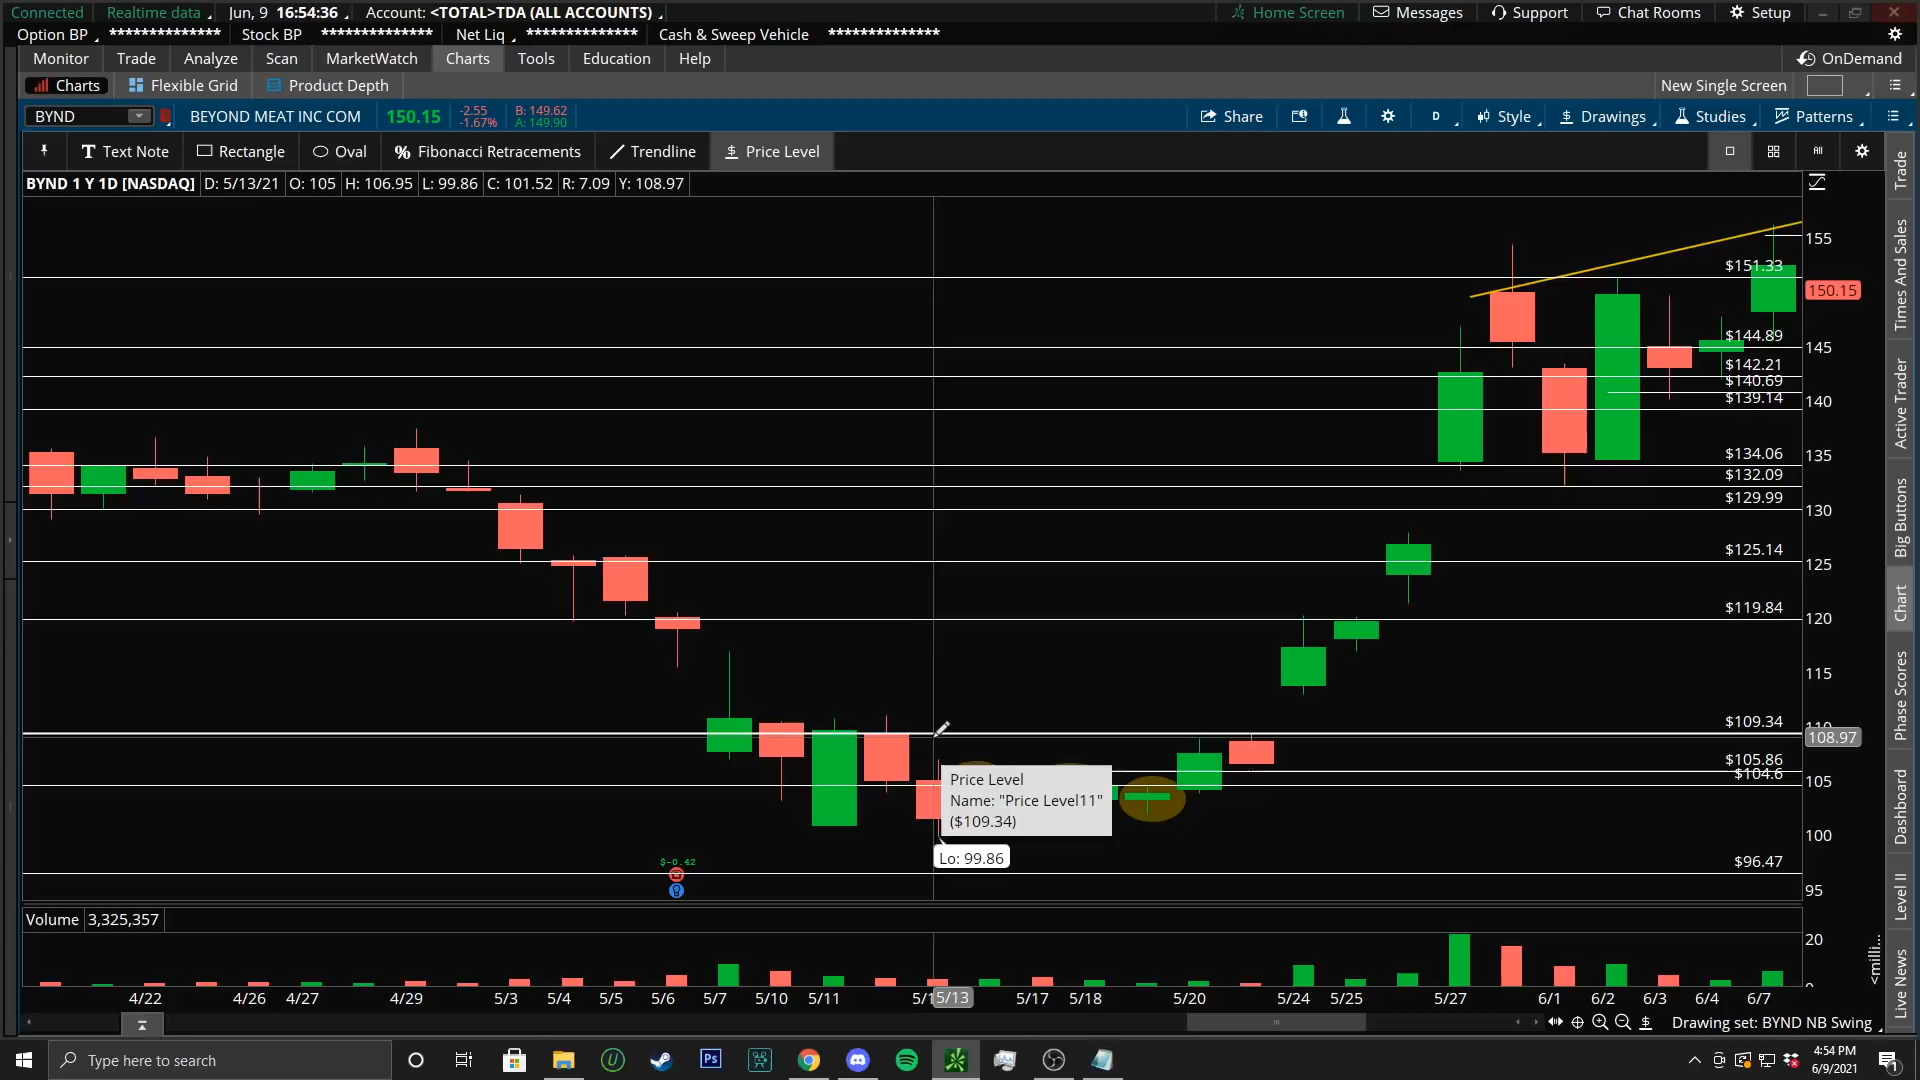 Connected Realtime data Jun, 9 16:54:36 Account: <TOTAL>TDA (ALL ACCOUNTS) Home Screen Messages Support Chat Rooms Setup
Option BP ************** Stock BP ************** Net Liq ************** Cash & Sweep Vehicle **************
Monitor Trade Analyze Scan MarketWatch Charts Tools Education Help OnDemand
Charts Flexible Grid Product Depth New Single Screen
BYND BEYOND MEAT INC COM 150.15 -2.55 B: 149.62 Share D Style Drawings Studies Patterns
-1.67% A: 149.90
T Text Note Rectangle Oval % Fibonacci Retracements Trendline $ Price Level All
BYND 1 Y 1D [NASDAQ] D: 5/13/21 O: 105 H: 106.95 L: 99.86 C: 101.52 R: 7.09 Y: 108.97
155
$151.33
150.15
$144.89
145
$142.21
$140.69
$139.14
140
$134.06
135
$132.09
$129.99
130
$125.14
125
$119.84
120
115
$109.34
110
108.97
$105.86
$104.6
105
Price Level
Name: "Price Level11"
($109.34)
100
Lo: 99.86
$-0.42
$96.47
95
Volume 3,325,357
20
<milli...
0
4/22 4/26 4/27 4/29 5/3 5/4 5/5 5/6 5/7 5/10 5/11 5/1 5/13 5/17 5/18 5/20 5/24 5/25 5/27 6/1 6/2 6/3 6/4 6/7
Drawing set: BYND NB Swing
Trade
Times And Sales
Active Trader
Big Buttons
Chart
Phase Scores
Dashboard
Level II
Live News
Type here to search
Ps
4:54 PM
6/9/2021
1